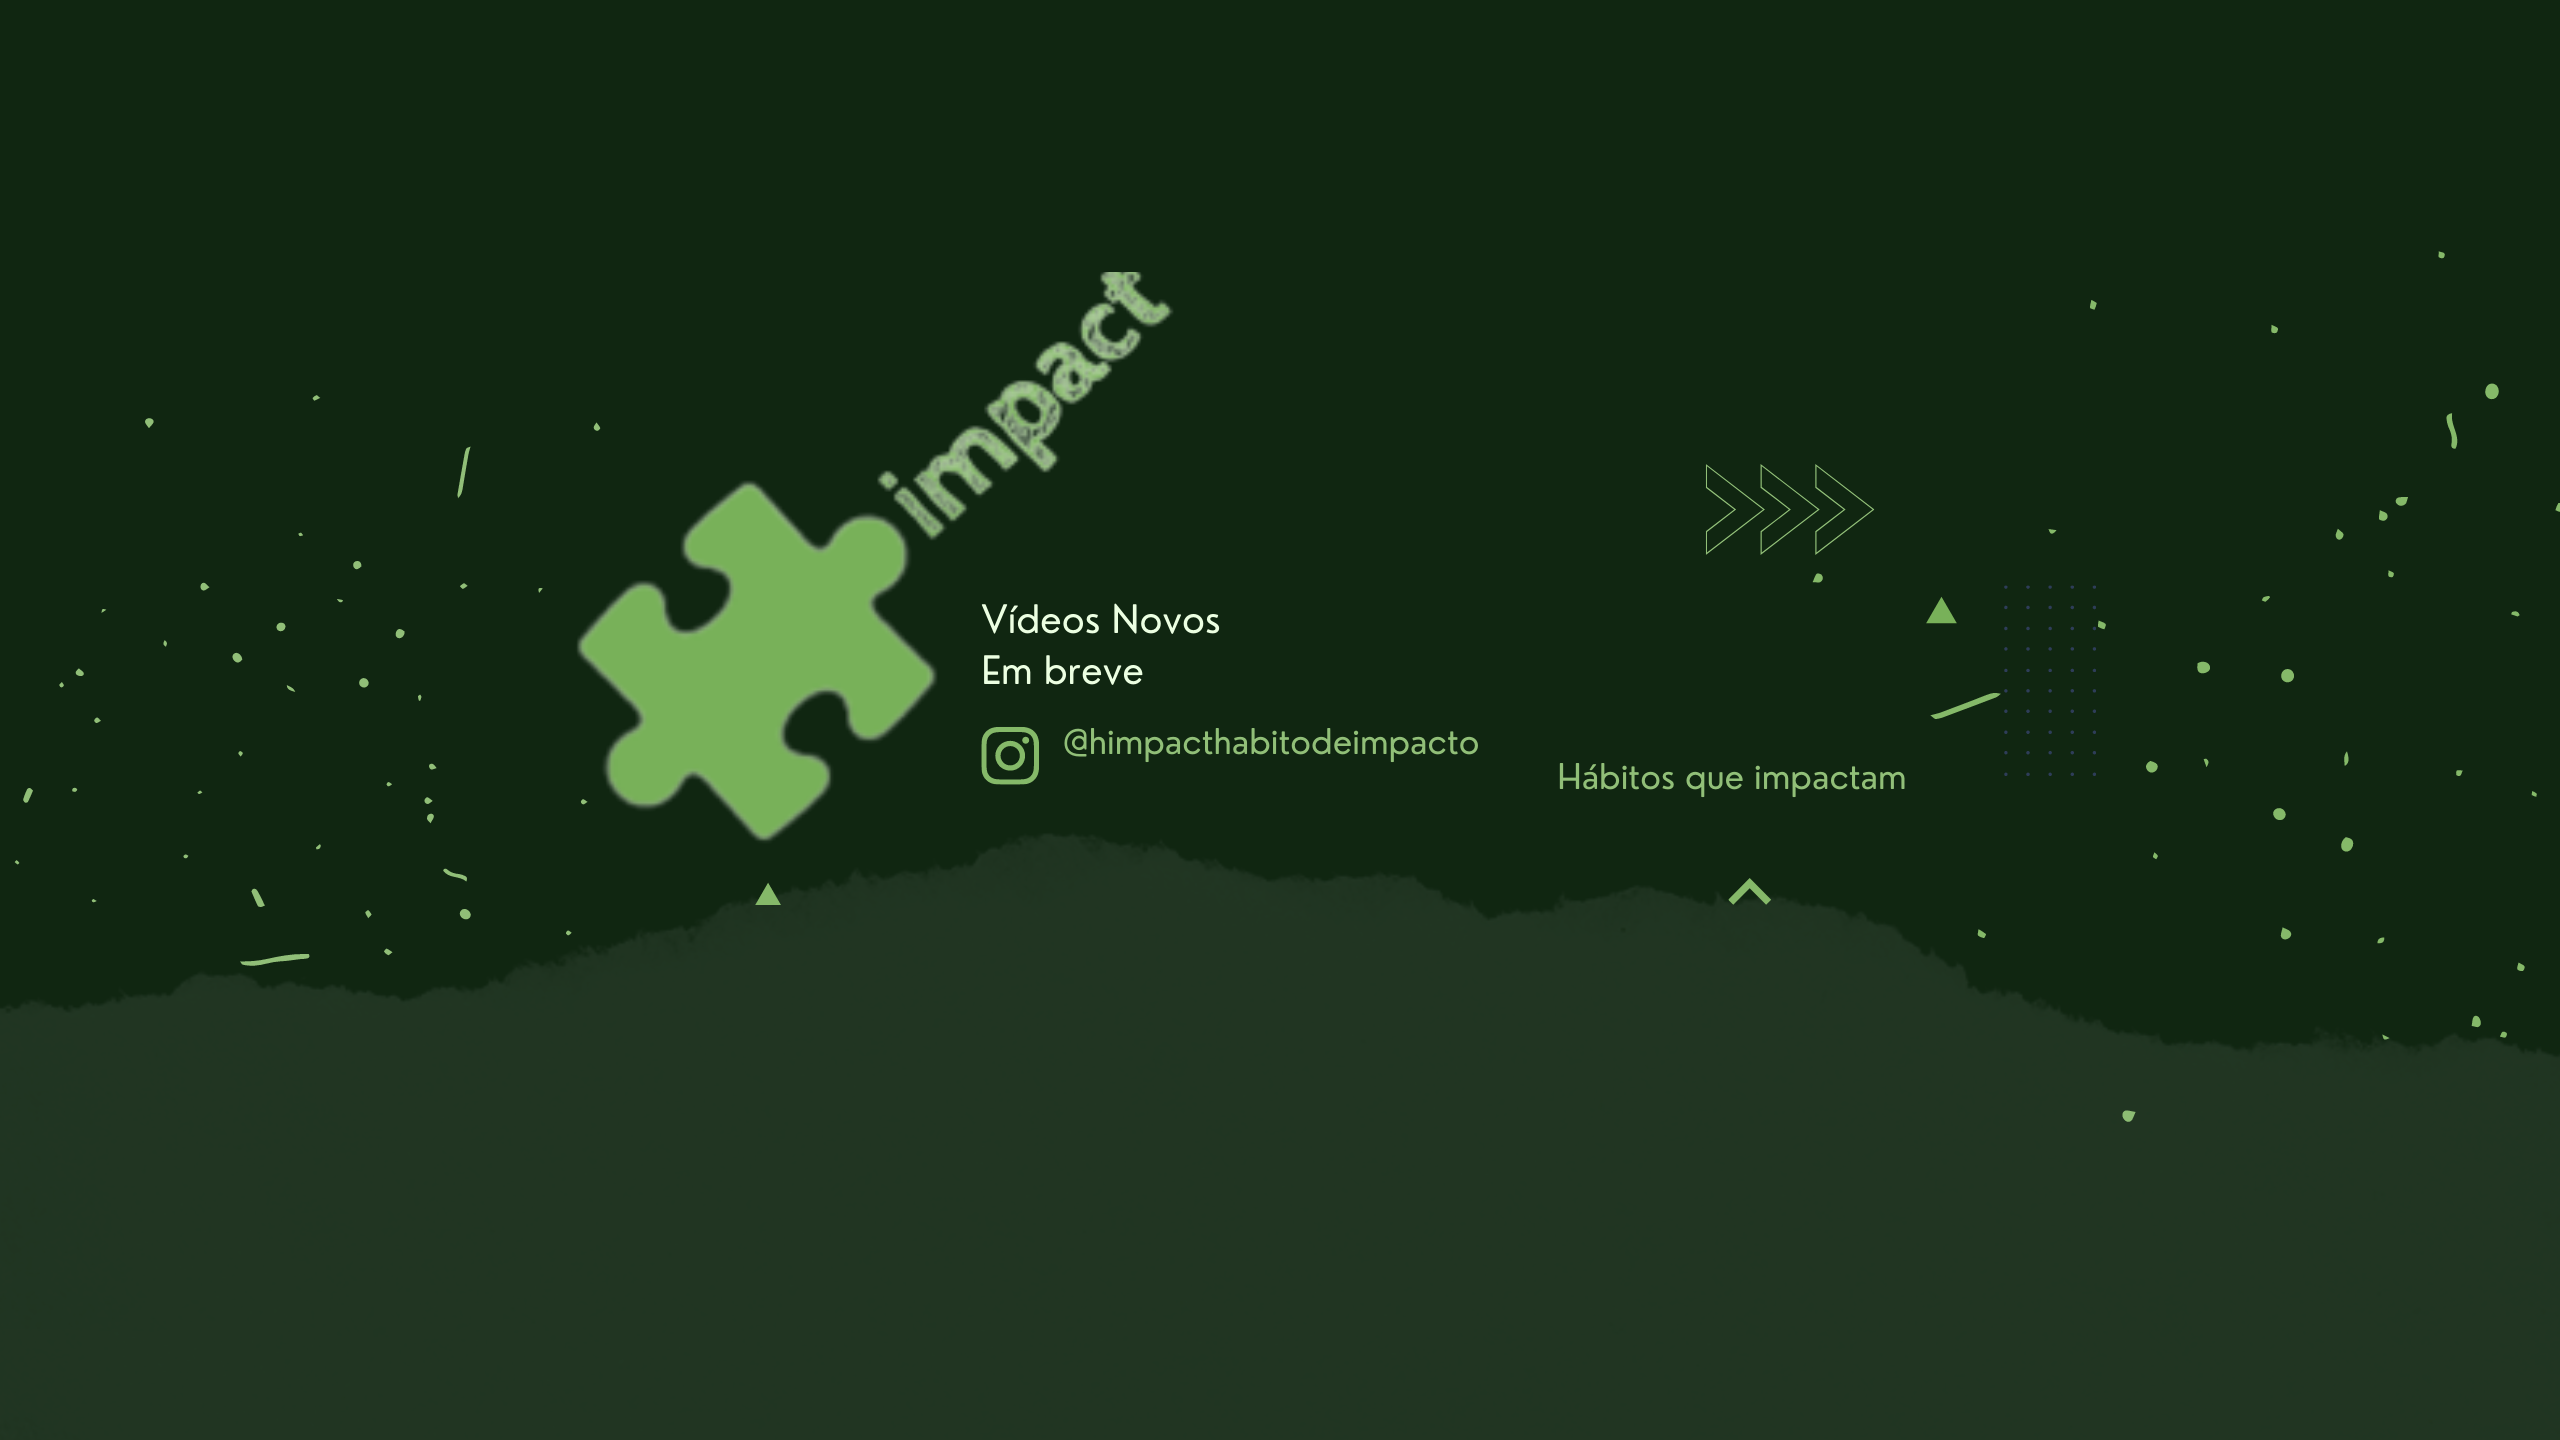 impact
Vídeos Novos
Em breve
@himpacthabitodeimpacto
Hábitos que impactam